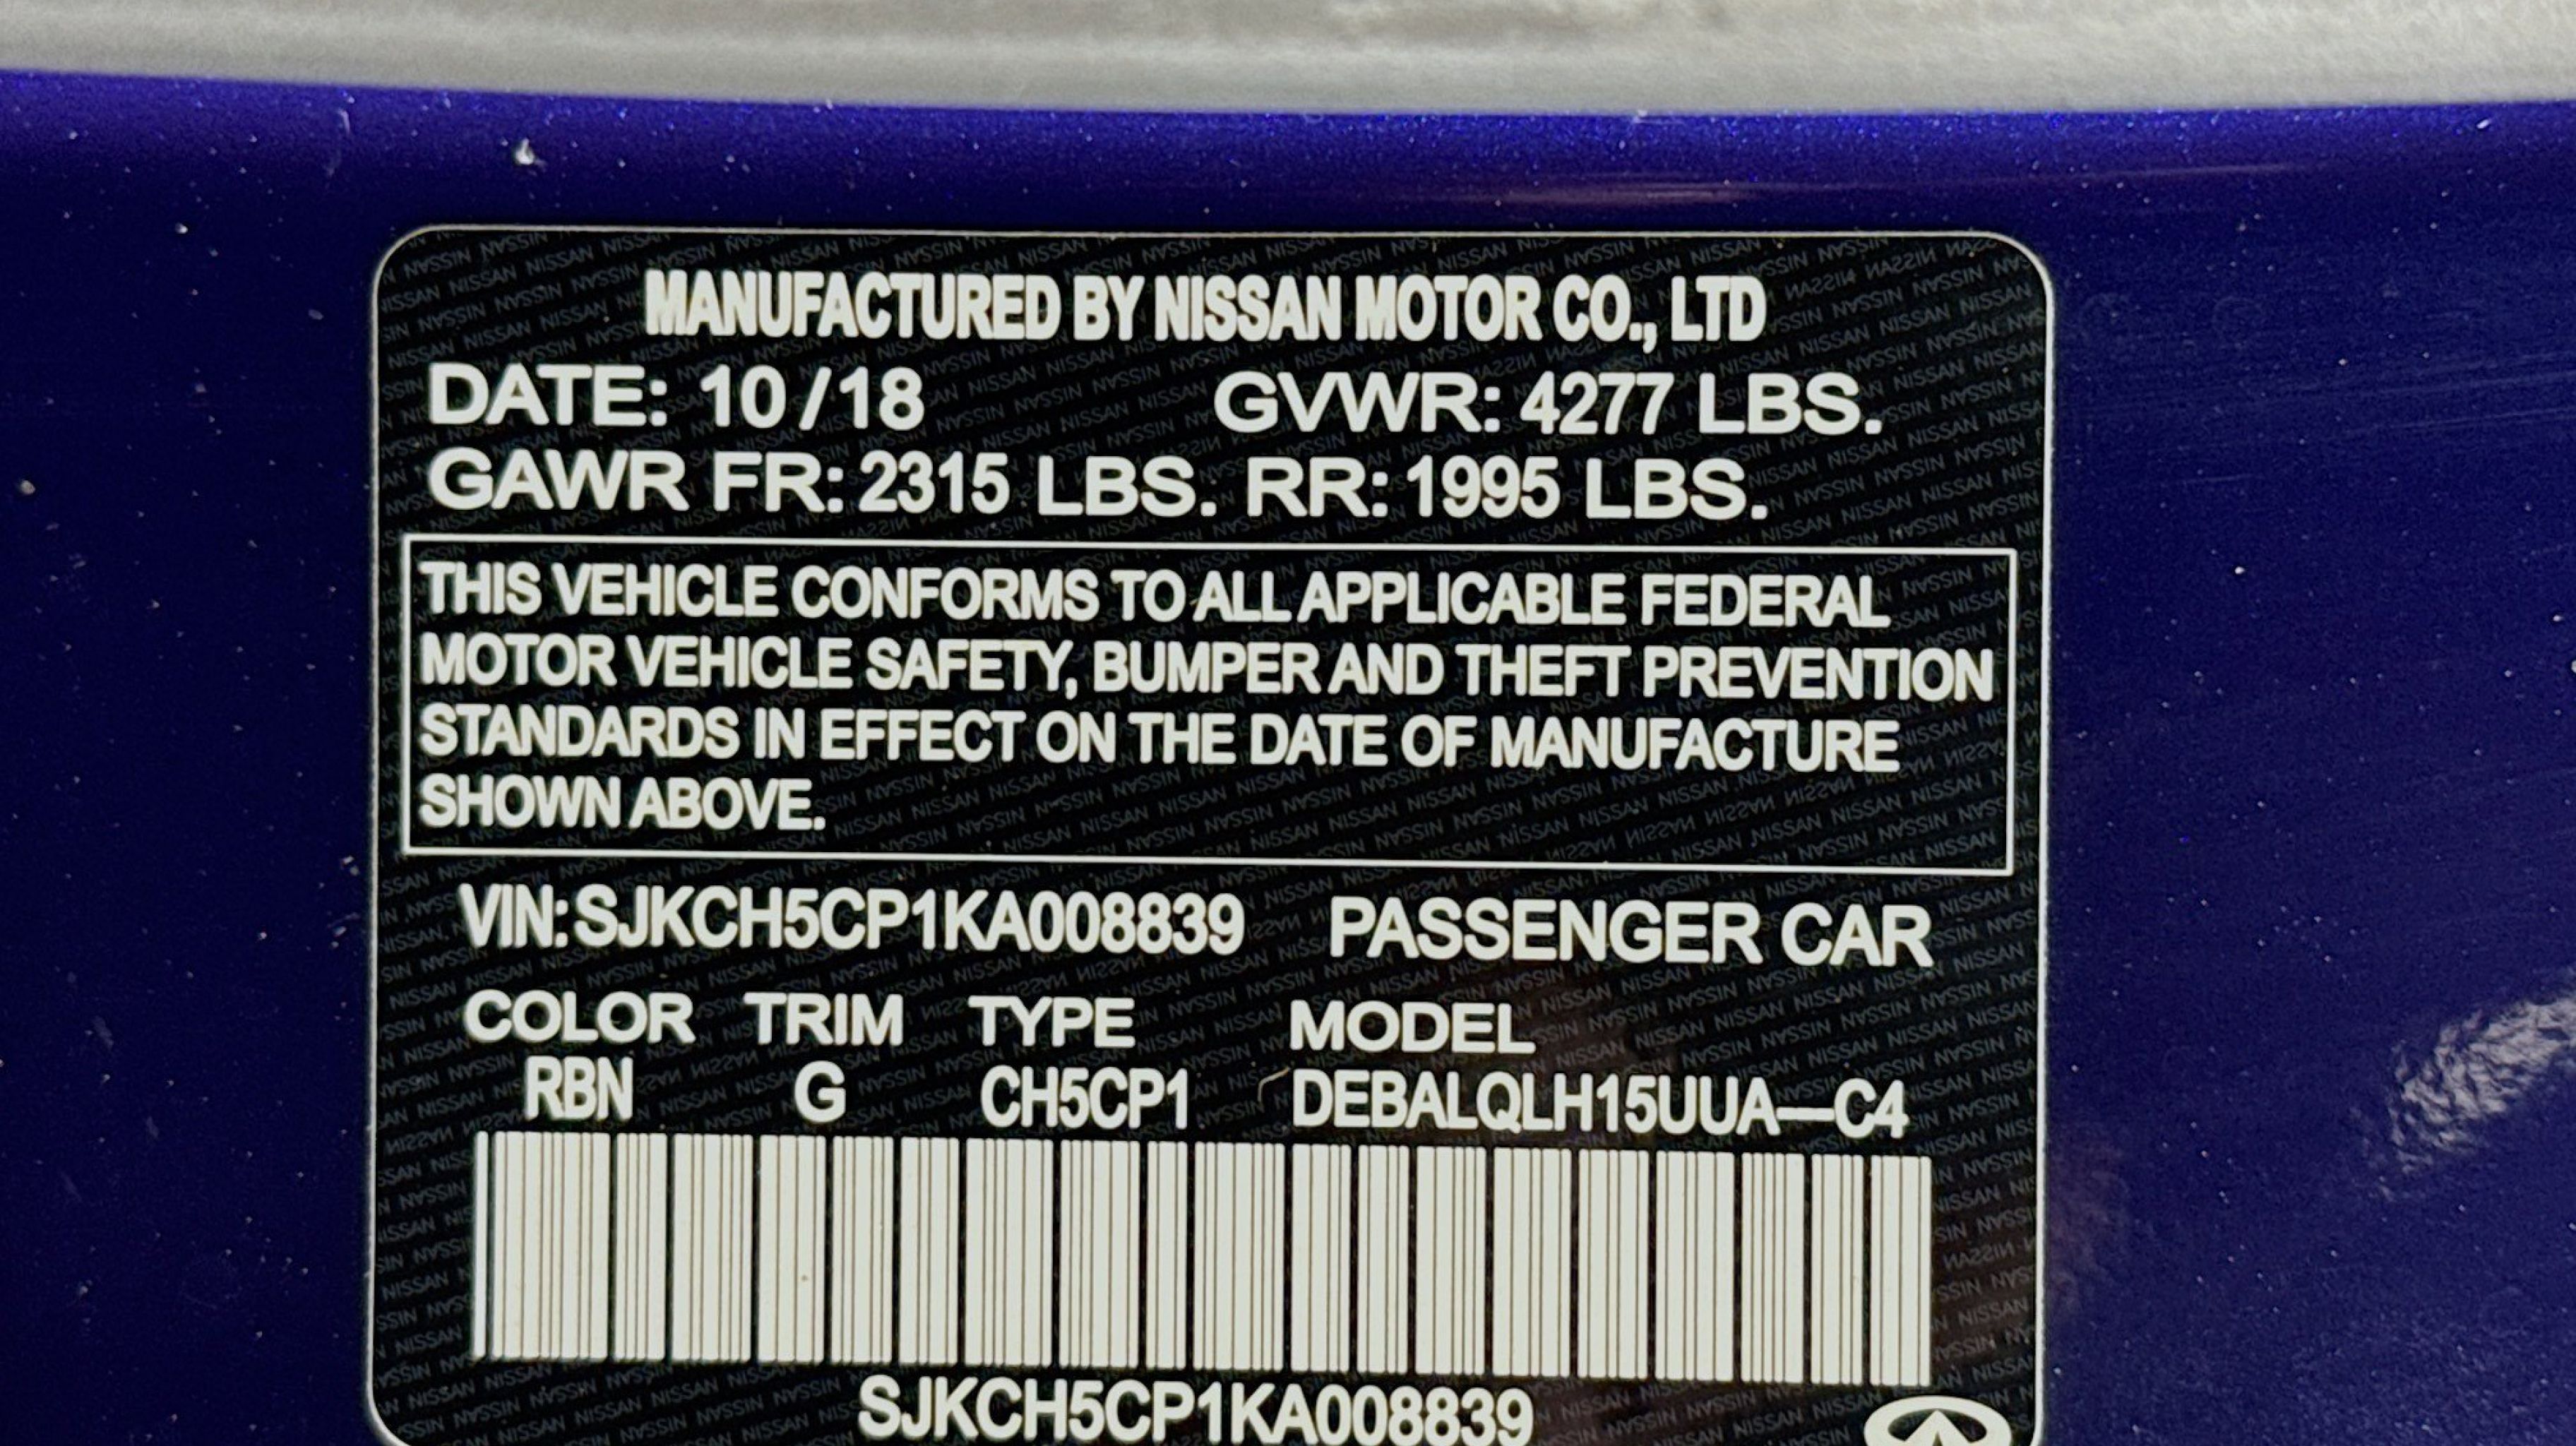 MANUFACTURED BY NISSAN MOTOR CO., LTD
DATE: 10/18 GVWR: 4277 LBS.
GAWR FR: 2315 LBS. RR: 1995 LBS.
THIS VEHICLE CONFORMS TO ALL APPLICABLE FEDERAL
MOTOR VEHICLE SAFETY, BUMPER AND THEFT PREVENTION
STANDARDS IN EFFECT ON THE DATE OF MANUFACTURE
SHOWN ABOVE.
VIN: SJKCH5CP1KA008839 PASSENGER CAR
COLOR TRIM TYPE MODEL
RBN G CH5CP1 DEBALQLH15UUA—C4
SJKCH5CP1KA008839